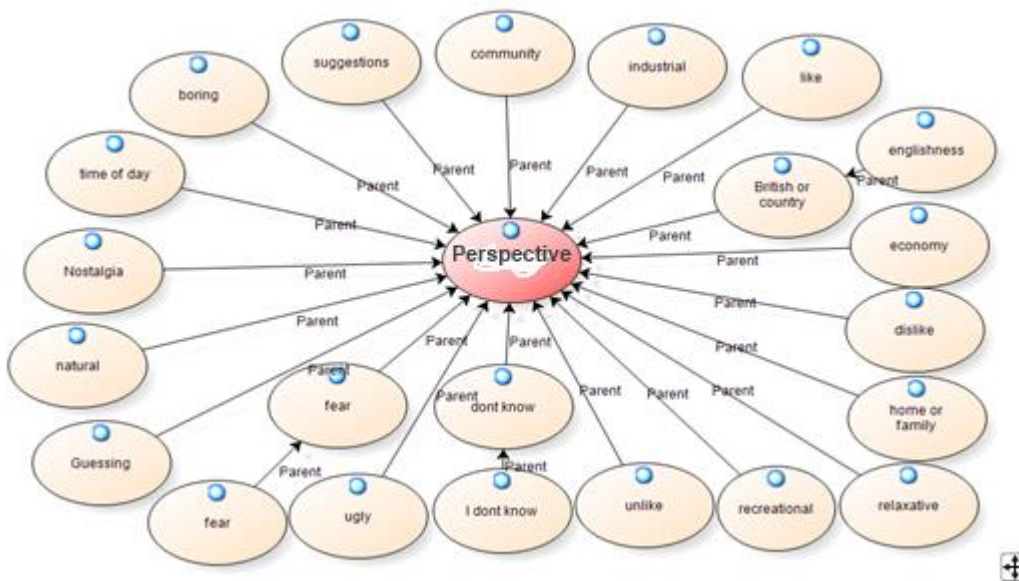 community
suggestions
industrial
like
boring
englishness
time of day
British or
country
Parent
Parent
Parent
Parent
Parent
Parent
Parent
Parent
Parent
Perspective
economy
Nostalgia
Parent
Parent
Parent
Parent
dislike
Parent
Parent
Parent
natural
Parent
Parent
Parent
Parent
Parent
fear
dont know
home or
family
Guessing
Parent
Parent
relaxative
unlike
recreational
fear
ugly
I dont know